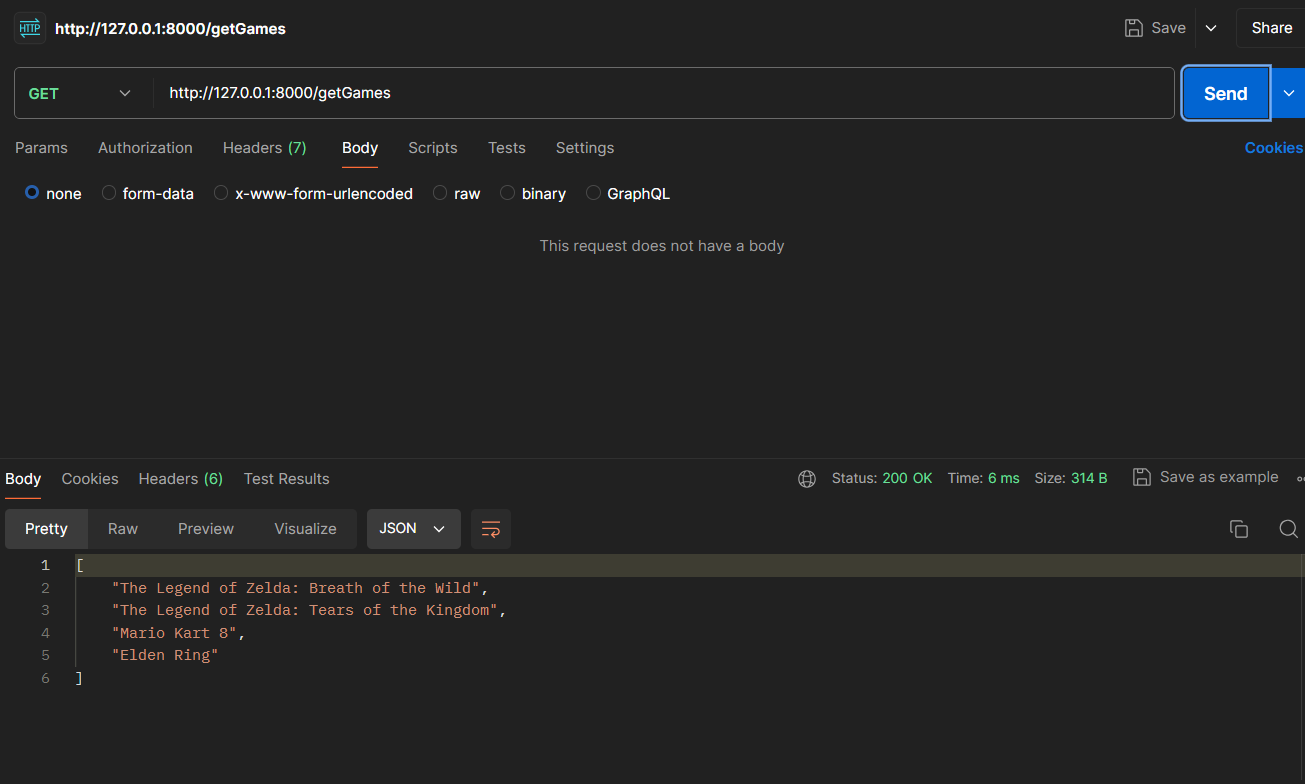 HTTP http://127.0.0.1:8000/getGames Save Share
GET http://127.0.0.1:8000/getGames Send
Params Authorization Headers (7) Body Scripts Tests Settings Cookies
none form-data x-www-form-urlencoded raw binary GraphQL
This request does not have a body
Body Cookies Headers (6) Test Results Status: 200 OK Time: 6 ms Size: 314 B Save as example
Pretty Raw Preview Visualize JSON
1 [
2 "The Legend of Zelda: Breath of the Wild",
3 "The Legend of Zelda: Tears of the Kingdom",
4 "Mario Kart 8",
5 "Elden Ring"
6 ]